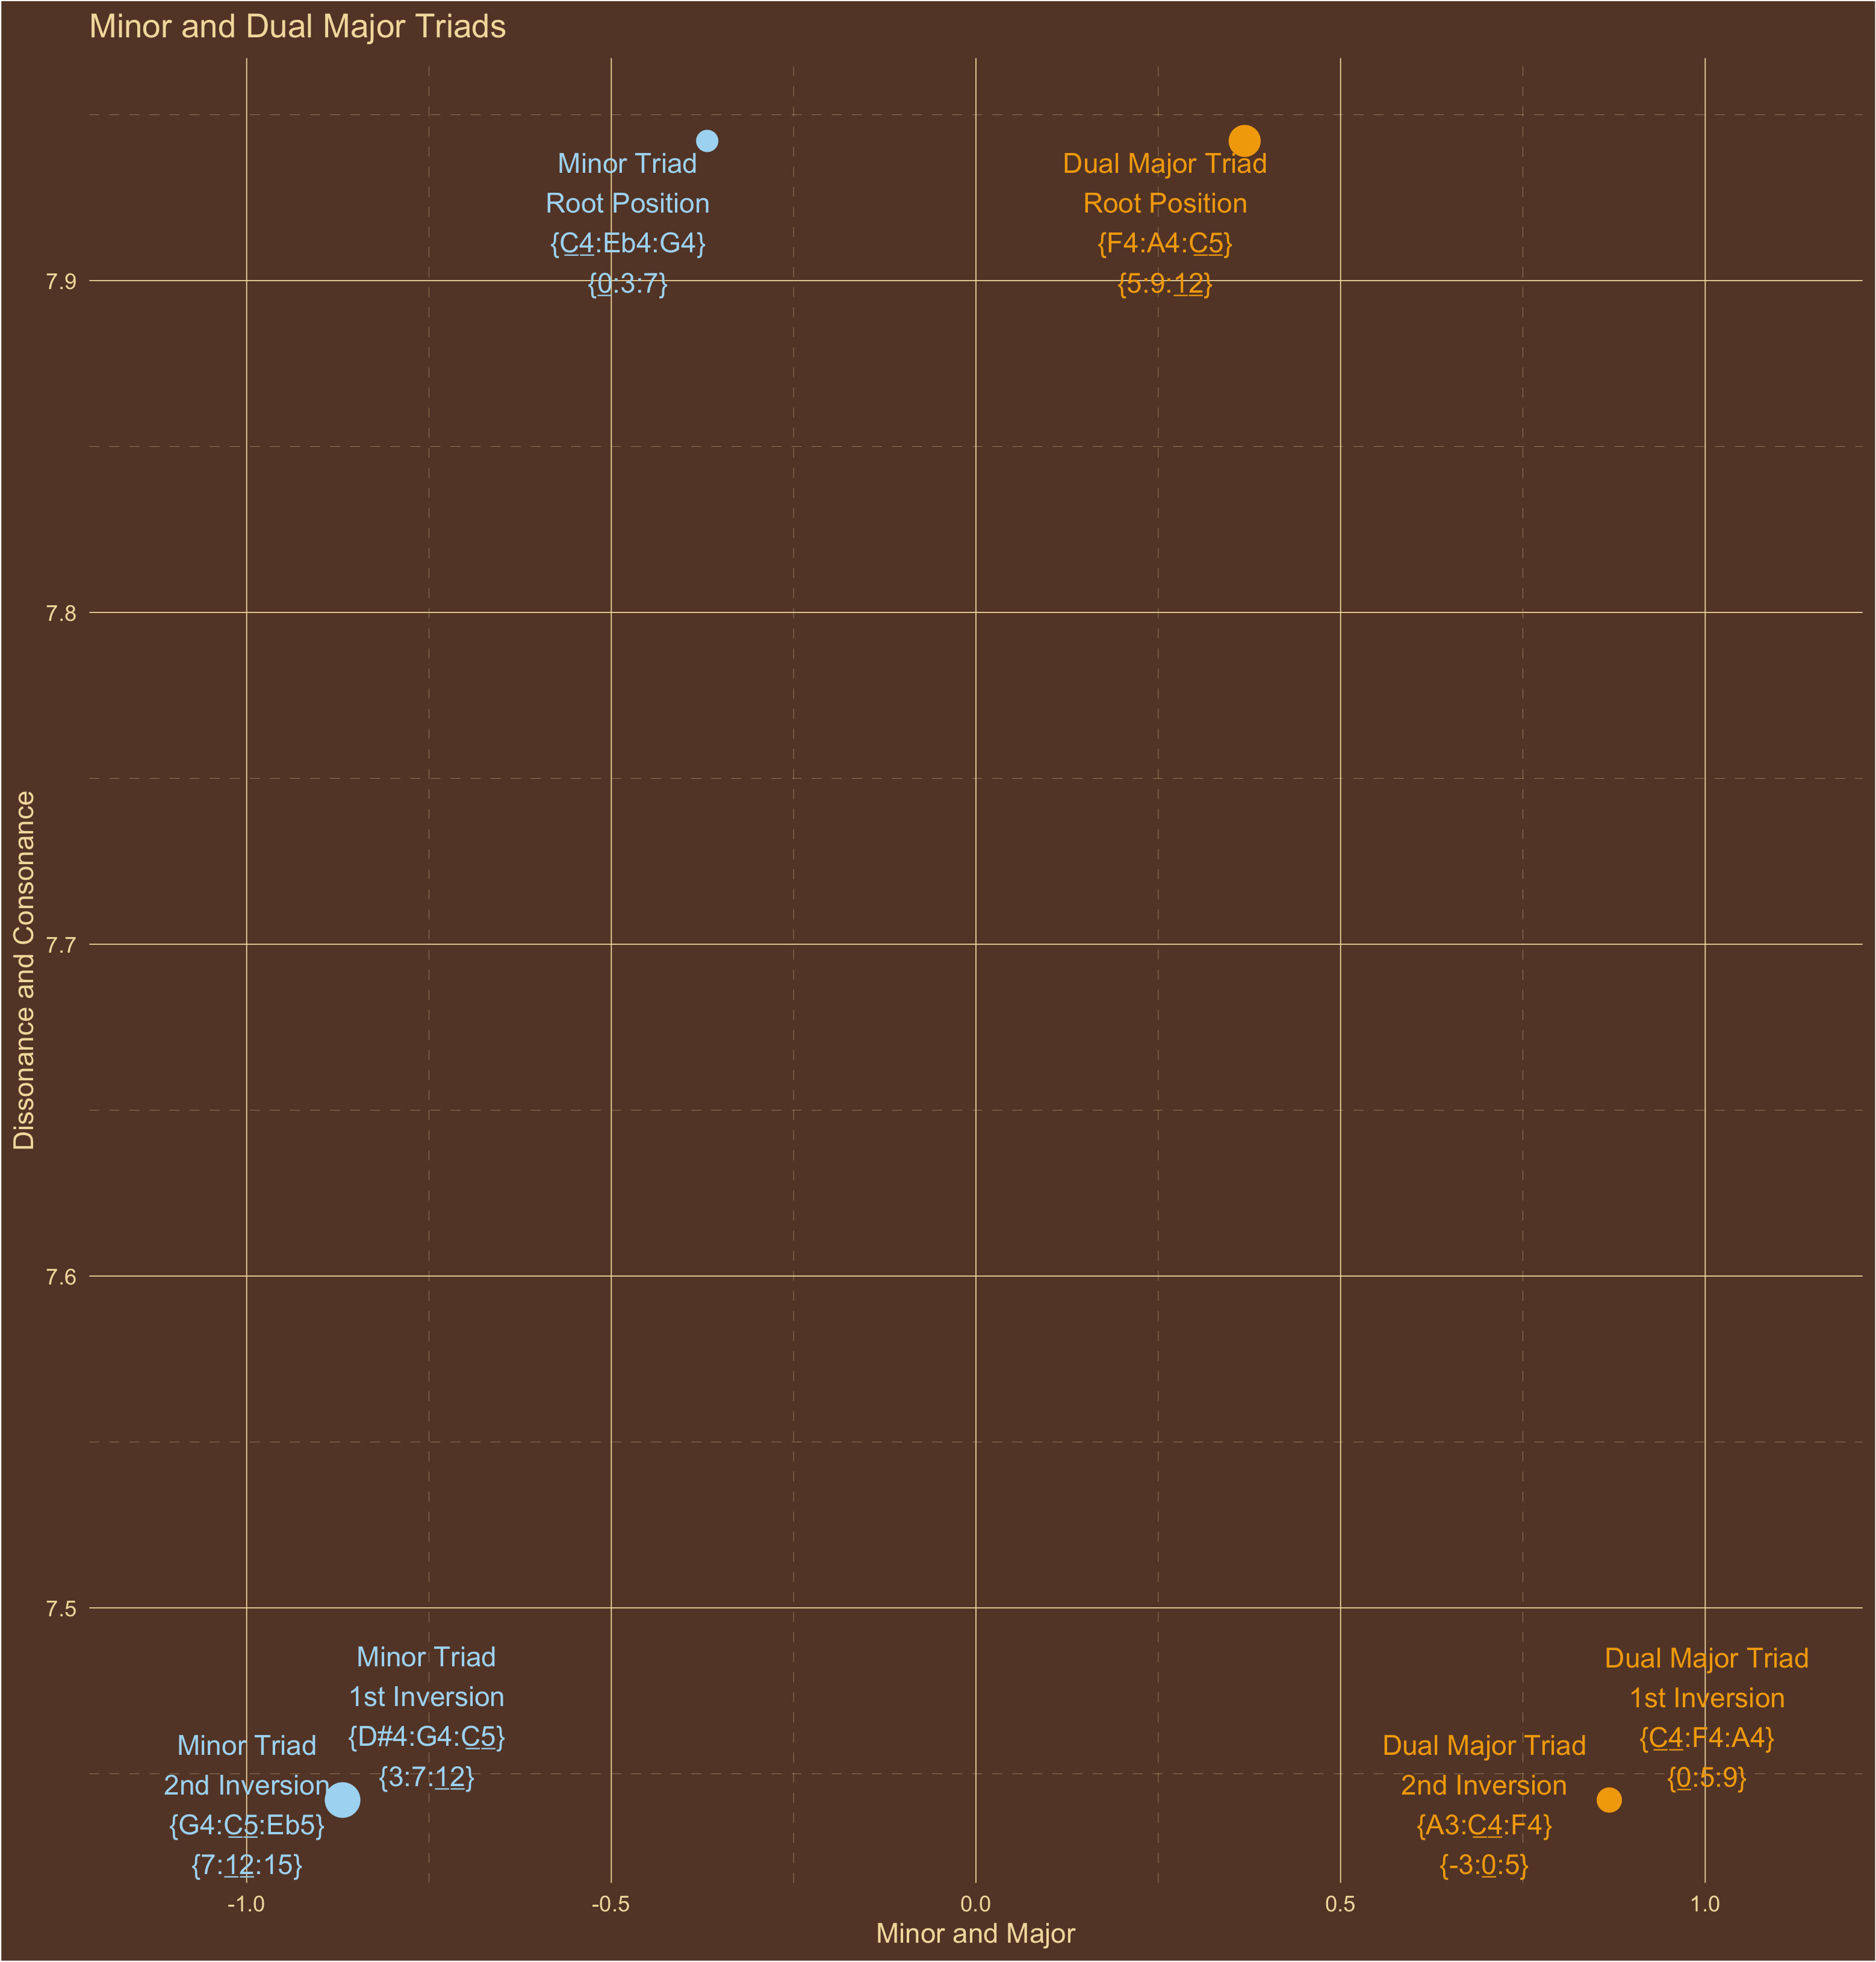 Minor and Dual Major Triads
Minor Triad
Root Position
{C4:Eb4:G4}
{0:3:7}
Dual Major Triad
Root Position
{F4:A4:C5}
{5:9:12}
7.9
7.8
7.7
7.6
7.5
Dissonance and Consonance
Minor Triad
1st Inversion
{D#4:G4:C5}
{3:7:12}
Minor Triad
2nd Inversion
{G4:C5:Eb5}
{7:12:15}
Dual Major Triad
2nd Inversion
{A3:C4:F4}
{-3:0:5}
Dual Major Triad
1st Inversion
{C4:F4:A4}
{0:5:9}
-1.0
-0.5
0.0
0.5
1.0
Minor and Major